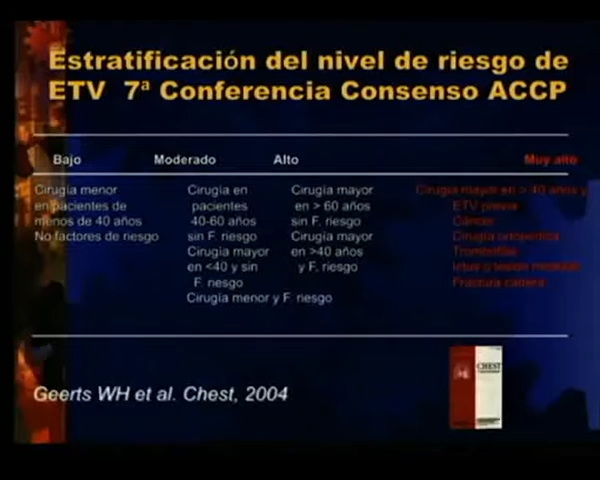 Estratificación del nivel de riesgo de
ETV 7ª Conferencia Consenso ACCP
Bajo Moderado Alto Muy alto
Cirugía menor
en pacientes de
menos de 40 años
No factores de riesgo
Cirugía en
pacientes
40-60 años
sin F. riesgo
Cirugía mayor
en <40 y sin
F. riesgo
Cirugía menor y F. riesgo
Cirugía mayor
en > 60 años
sin F. riesgo
Cirugía mayor
en >40 años
y F. riesgo
Cirugía mayor en > 40 años y
ETV previa
Cáncer
Cirugía ortopédica
Trombofilia
Ictus o lesión medular
Fractura cadera
Geerts WH et al. Chest, 2004
CHEST